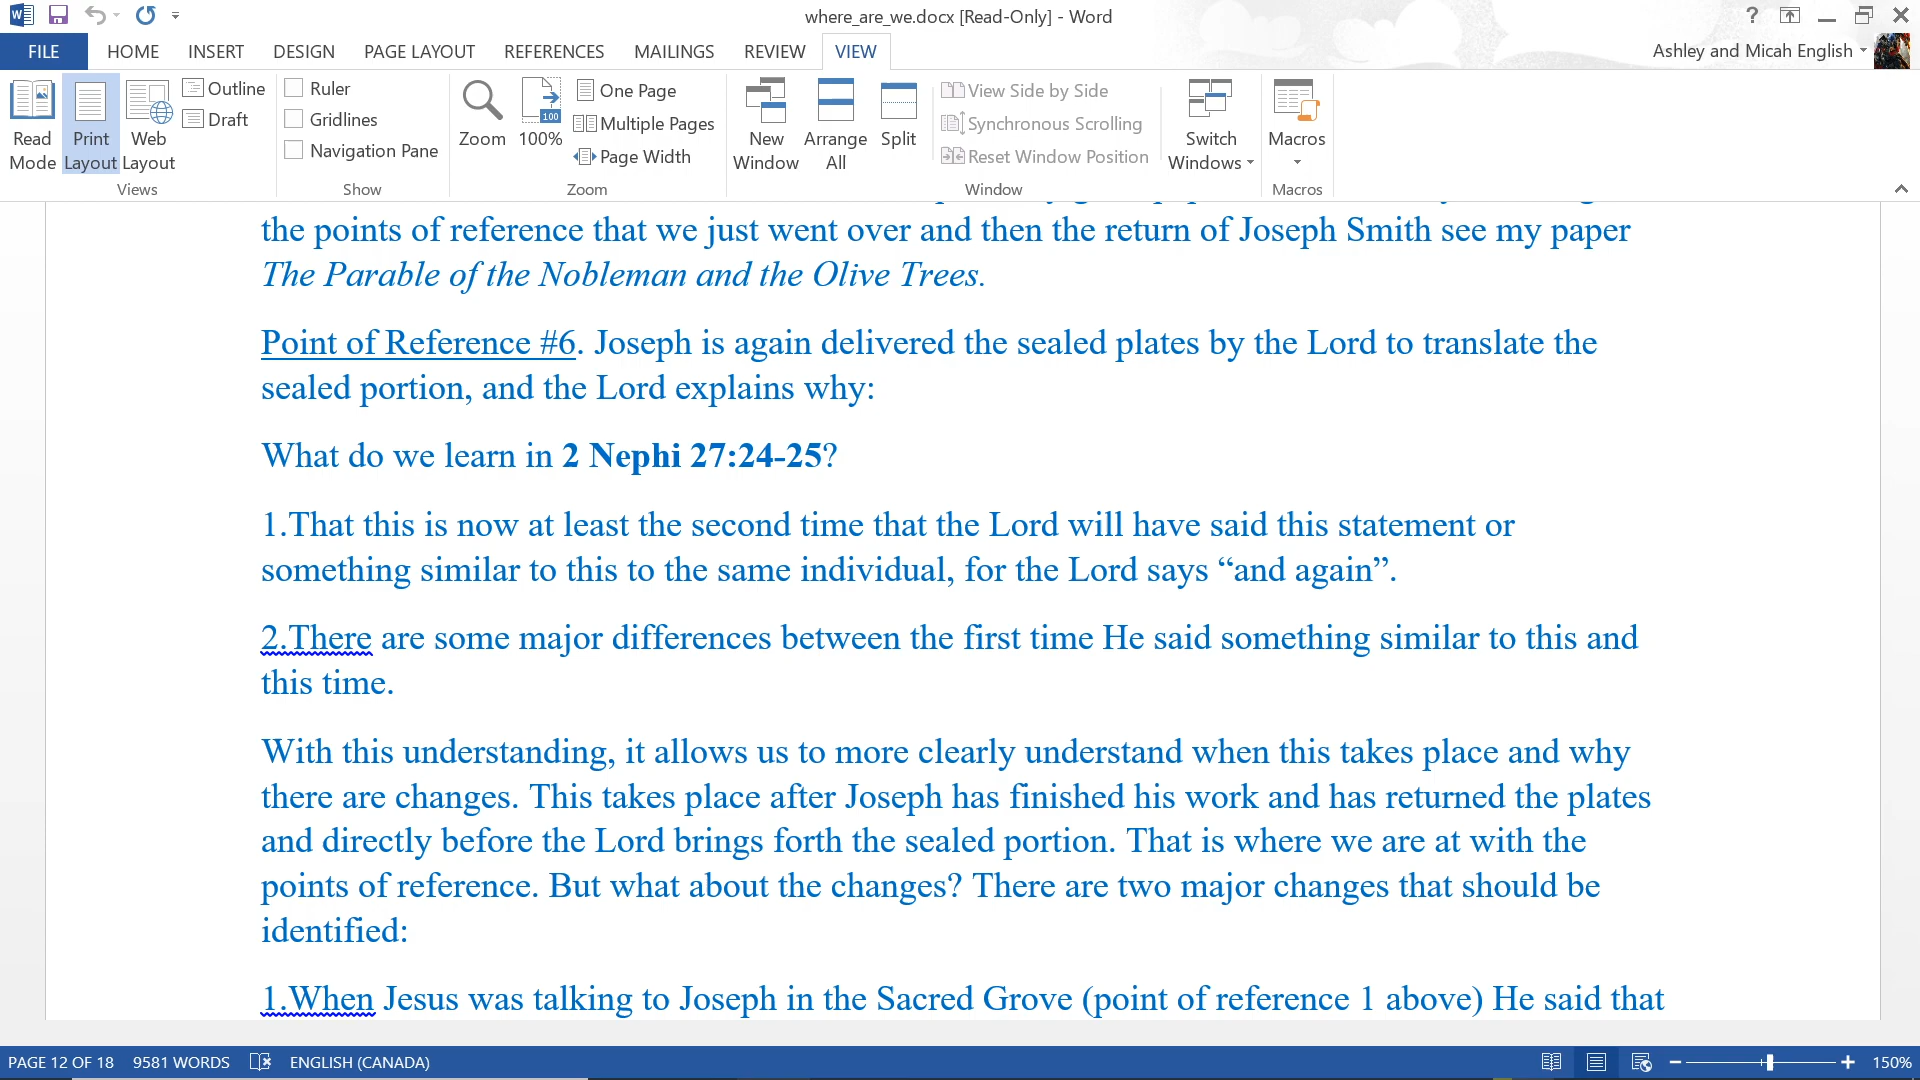 where_are_we.docx [Read-Only] - Word
?
FILE HOME INSERT DESIGN PAGE LAYOUT REFERENCES MAILINGS REVIEW VIEW
Ashley and Micah English
Read Mode
Print Layout
Web Layout
Outline
Draft
Views
Ruler
Gridlines
Navigation Pane
Show
Zoom
100
100%
One Page
Multiple Pages
Page Width
Zoom
New Window
Arrange All
Split
View Side by Side
Synchronous Scrolling
Reset Window Position
Window
Switch Windows
Macros
Macros
the points of reference that we just went over and then the return of Joseph Smith see my paper
The Parable of the Nobleman and the Olive Trees.
Point of Reference #6. Joseph is again delivered the sealed plates by the Lord to translate the
sealed portion, and the Lord explains why:
What do we learn in 2 Nephi 27:24-25?
1.That this is now at least the second time that the Lord will have said this statement or
something similar to this to the same individual, for the Lord says “and again”.
2.There are some major differences between the first time He said something similar to this and
this time.
With this understanding, it allows us to more clearly understand when this takes place and why
there are changes. This takes place after Joseph has finished his work and has returned the plates
and directly before the Lord brings forth the sealed portion. That is where we are at with the
points of reference. But what about the changes? There are two major changes that should be
identified:
1.When Jesus was talking to Joseph in the Sacred Grove (point of reference 1 above) He said that
PAGE 12 OF 18 9581 WORDS ENGLISH (CANADA)
150%